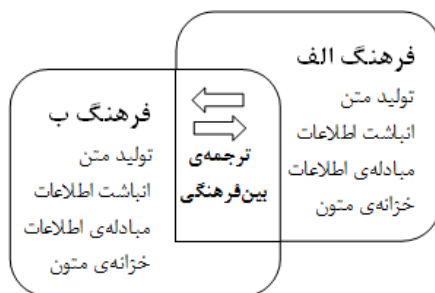 فرهنگ الف
تولید متن
انباشت اطلاعات
مبادله‌ی اطلاعات
خزانه‌ی متون
ترجمه‌ی
بین‌فرهنگی
فرهنگ ب
تولید متن
انباشت اطلاعات
مبادله‌ی اطلاعات
خزانه‌ی متون